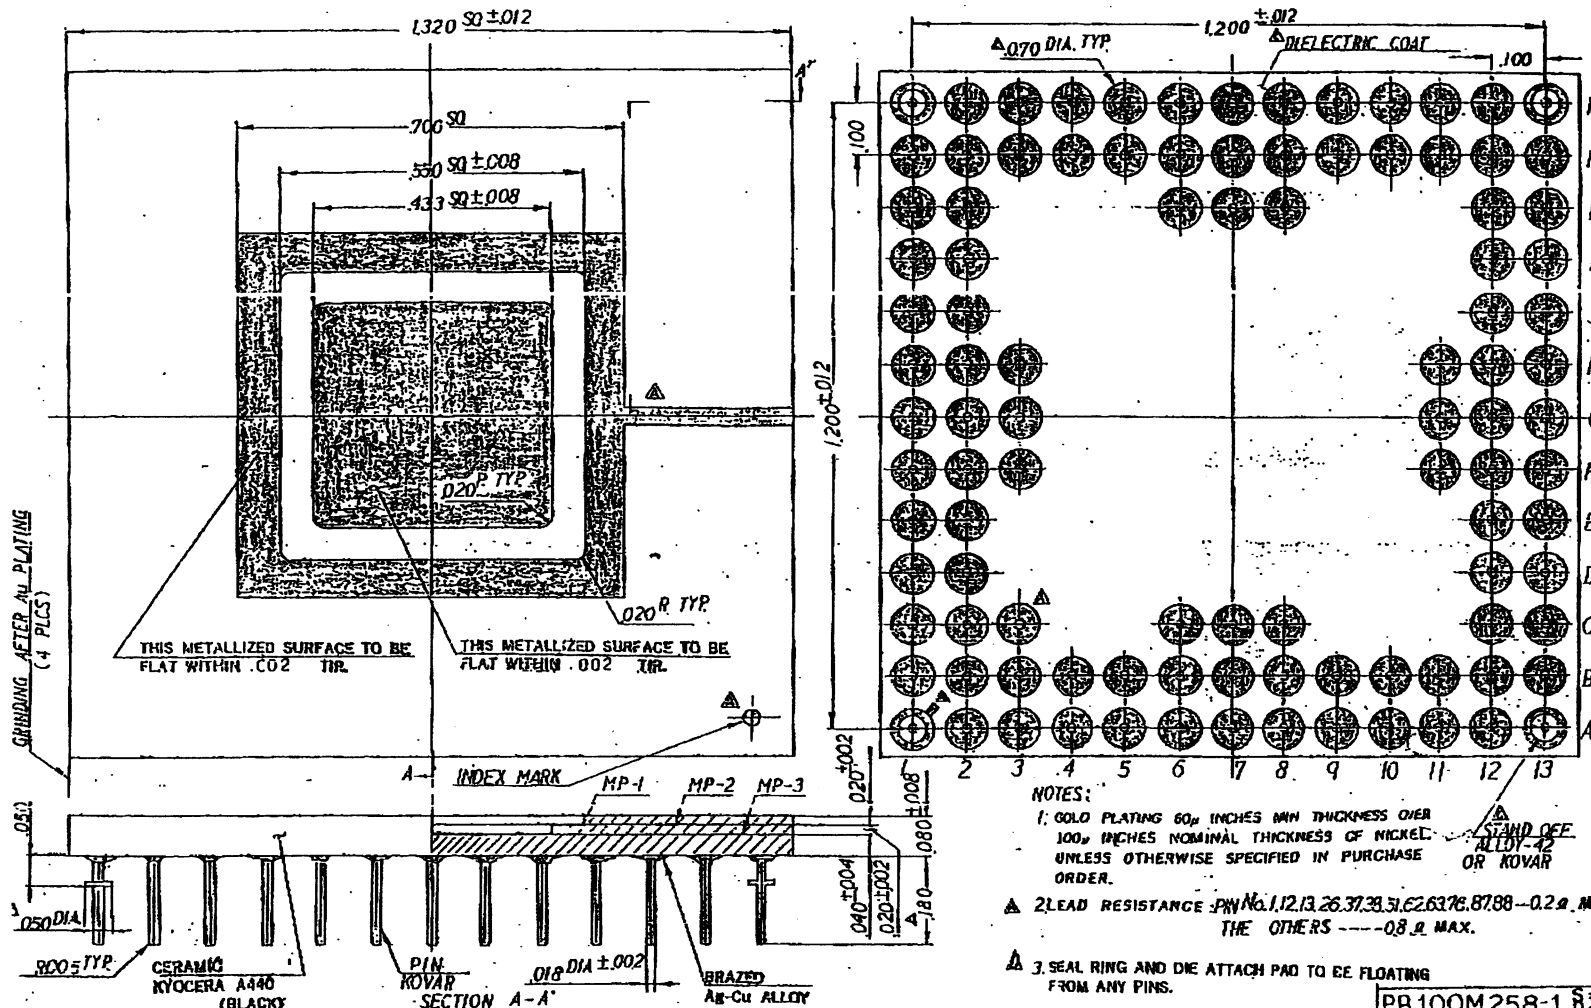 1.320 SQ ±.012
.700 SQ
.550 SQ ±.008
.433 SQ ±.008
.020 R TYP.
.020 R TYP.
GRINDING AFTER Au PLATING
(4 PLCS)
THIS METALLIZED SURFACE TO BE
FLAT WITHIN .002 TIR.
THIS METALLIZED SURFACE TO BE
FLAT WITHIN .002 TIR.
INDEX MARK
A
MP-1
MP-2
MP-3
.050
.050 DIA.
TYP.
CERAMIC
KYOCERA A440
(BLACK)
PIN
KOVAR
SECTION A-A'
.018 DIA ±.002
BRAZED
Ag-Cu ALLOY
.020 ±.002
.080 ±.008
.040 ±.004
.020 ±.002
.180
1.200 ±.012
.070 DIA. TYP.
DIELECTRIC COAT
.100
.100
1.200 ±.012
B
A
1 2 3 4 5 6 7 8 9 10 11 12 13
STAND OFF
ALLOY-42
OR KOVAR
NOTES:
1. GOLD PLATING 60μ INCHES MIN THICKNESS OVER
100μ INCHES NOMINAL THICKNESS OF NICKEL
UNLESS OTHERWISE SPECIFIED IN PURCHASE
ORDER.
2. LEAD RESISTANCE : PIN No. 1,12,13,26,37,38,51,62,63,76,87,88--0.2Ω
THE OTHERS ----0.8Ω MAX.
3. SEAL RING AND DIE ATTACH PAD TO BE FLOATING
FROM ANY PINS.
PB100M258-1